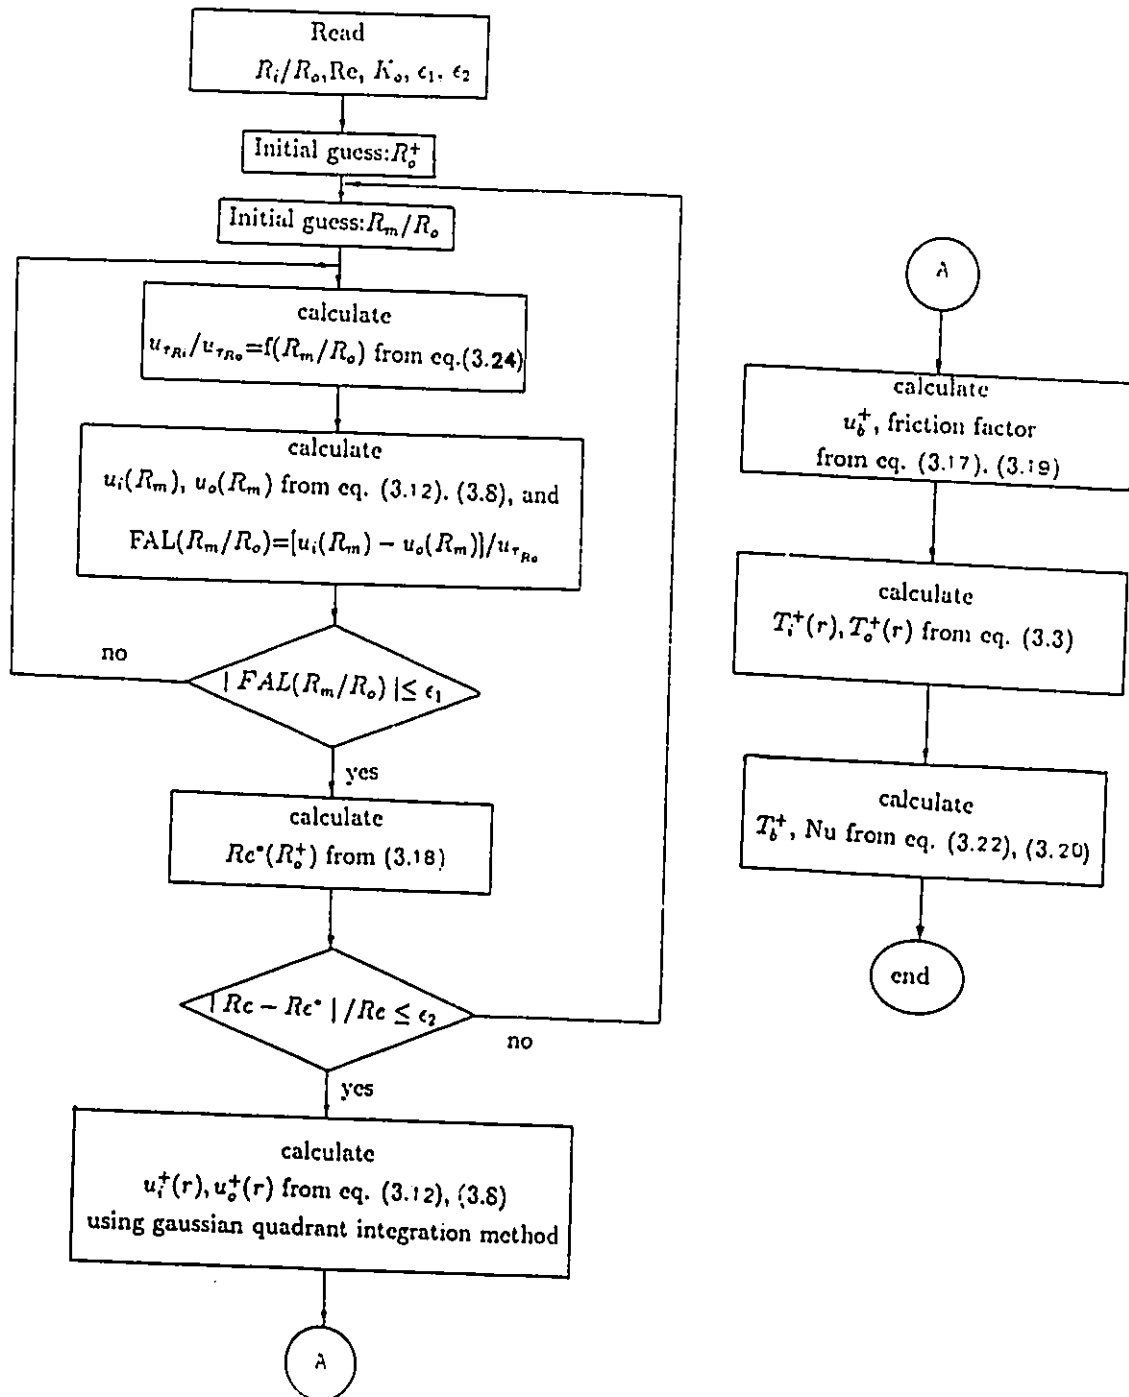 Read
R_i/R_o, Re, K_o, ϵ_1, ϵ_2
Initial guess:R_o^+
Initial guess:R_m/R_o
calculate
u_{τRi}/u_{τRo}=f(R_m/R_o) from eq.(3.24)
calculate
u_i(R_m), u_o(R_m) from eq. (3.12). (3.8), and
FAL(R_m/R_o)=[u_i(R_m) − u_o(R_m)]/u_{τRo}
no
| FAL(R_m/R_o) |≤ ϵ_1
yes
calculate
Re*(R_o^+) from (3.18)
| Re − Re* | /Re ≤ ϵ_2
no
yes
calculate
u_i^+(r), u_o^+(r) from eq. (3.12), (3.8)
using gaussian quadrant integration method
A
A
calculate
u_b^+, friction factor
from eq. (3.17). (3.19)
calculate
T_i^+(r), T_o^+(r) from eq. (3.3)
calculate
T_b^+, Nu from eq. (3.22), (3.20)
end